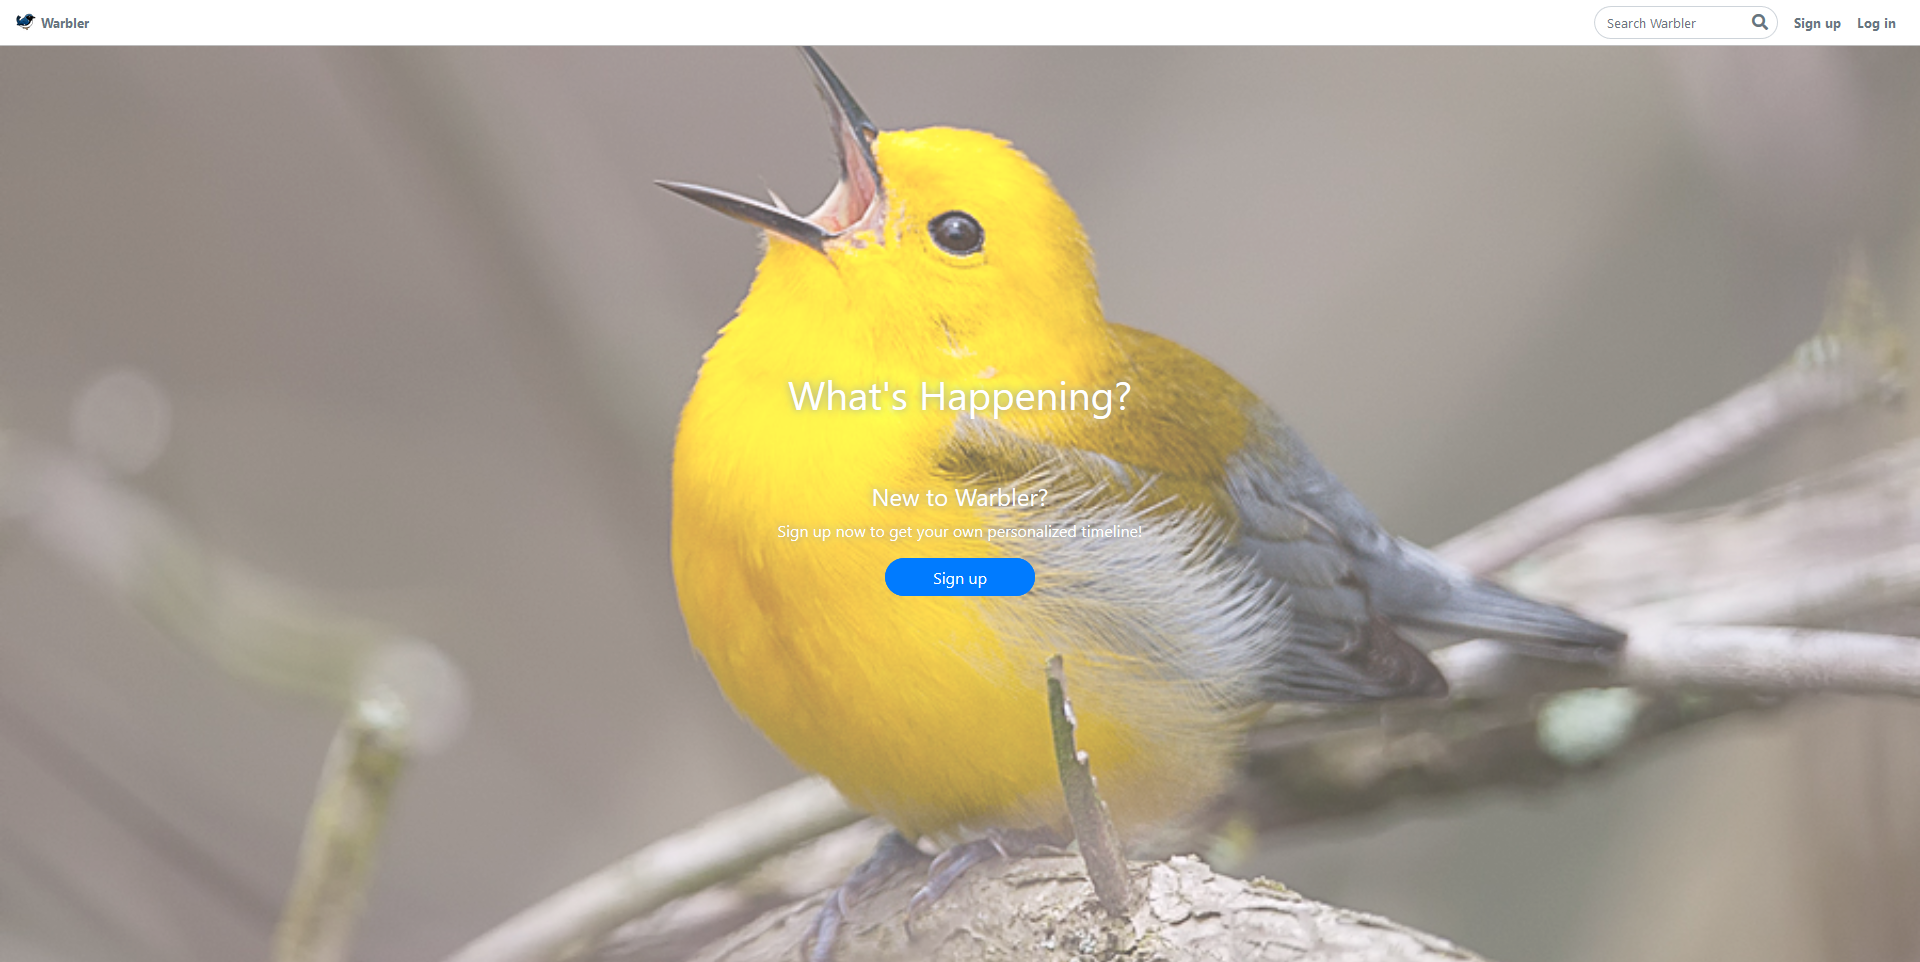 Warbler
Search Warbler
Sign up
Log in
What's Happening?
New to Warbler?
Sign up now to get your own personalized timeline!
Sign up